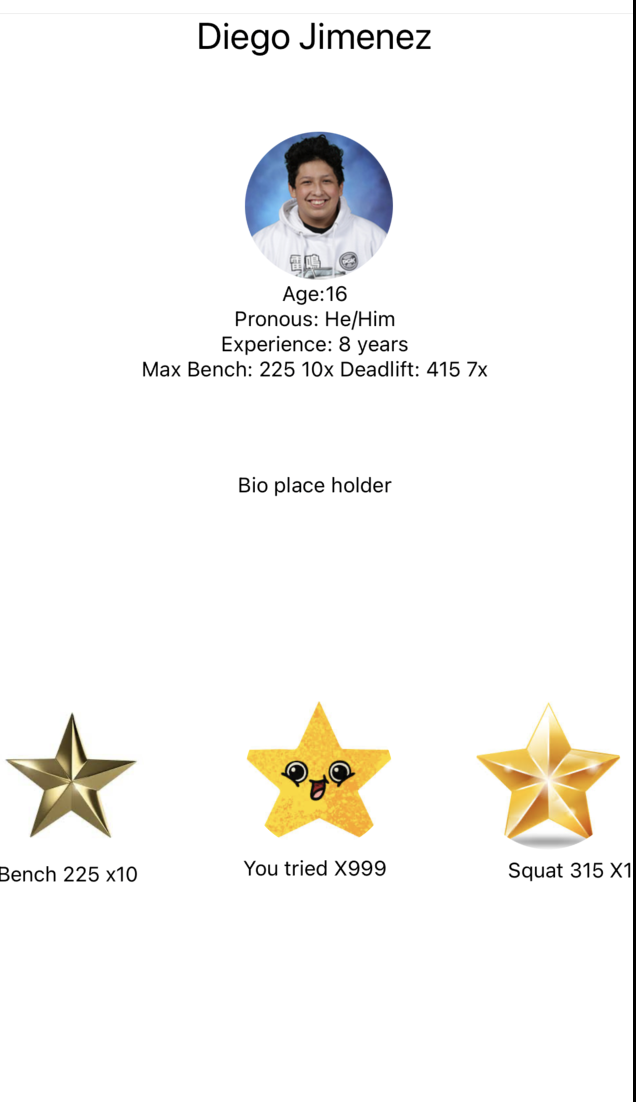 Diego Jimenez
Age:16
Pronous: He/Him
Experience: 8 years
Max Bench: 225 10x Deadlift: 415 7x
Bio place holder
Bench 225 x10
You tried X999
Squat 315 X1